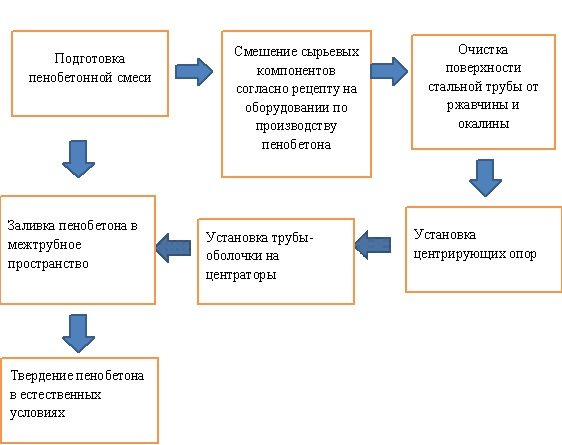 Подготовка
пенобетонной смеси
Смешение сырьевых
компонентов
согласно рецепту на
оборудовании по
производству
пенобетона
Очистка
поверхности
стальной трубы от
ржавчины и
окалины
Заливка пенобетона в
межтрубное
пространство
Установка трубы-
оболочки на
центраторы
Установка
центрирующих опор
Твердение пенобетона
в естественных
условиях